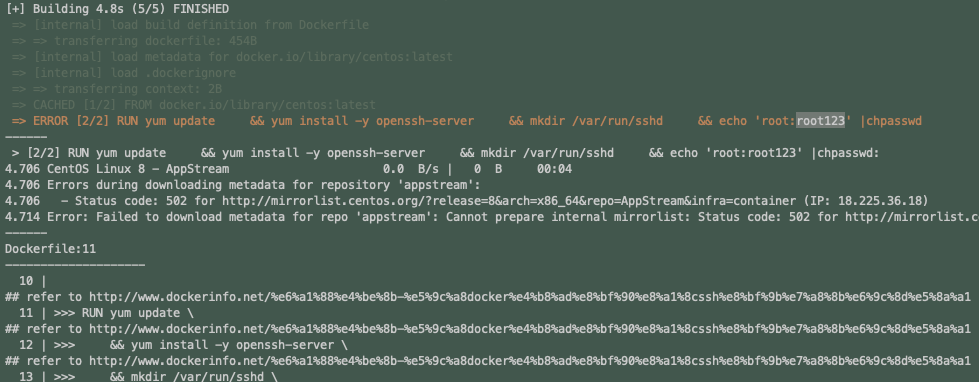 [+] Building 4.8s (5/5) FINISHED
=> [internal] load build definition from Dockerfile
=> => transferring dockerfile: 454B
=> [internal] load metadata for docker.io/library/centos:latest
=> [internal] load .dockerignore
=> => transferring context: 2B
=> CACHED [1/2] FROM docker.io/library/centos:latest
=> ERROR [2/2] RUN yum update     && yum install -y openssh-server     && mkdir /var/run/sshd     && echo 'root:root123' |chpasswd
------
> [2/2] RUN yum update     && yum install -y openssh-server     && mkdir /var/run/sshd     && echo 'root:root123' |chpasswd:
4.706 CentOS Linux 8 - AppStream                      0.0  B/s |   0  B     00:04
4.706 Errors during downloading metadata for repository 'appstream':
4.706   - Status code: 502 for http://mirrorlist.centos.org/?release=8&arch=x86_64&repo=AppStream&infra=container (IP: 18.225.36.18)
4.714 Error: Failed to download metadata for repo 'appstream': Cannot prepare internal mirrorlist: Status code: 502 for http://mirrorlist.c
------
Dockerfile:11
--------------------
10 |
## refer to http://www.dockerinfo.net/%e6%a1%88%e4%be%8b-%e5%9c%a8docker%e4%b8%ad%e8%bf%90%e8%a1%8cssh%e8%bf%9b%e7%a8%8b%e6%9c%8d%e5%8a%a1
11 | >>> RUN yum update \
## refer to http://www.dockerinfo.net/%e6%a1%88%e4%be%8b-%e5%9c%a8docker%e4%b8%ad%e8%bf%90%e8%a1%8cssh%e8%bf%9b%e7%a8%8b%e6%9c%8d%e5%8a%a1
12 | >>>     && yum install -y openssh-server \
## refer to http://www.dockerinfo.net/%e6%a1%88%e4%be%8b-%e5%9c%a8docker%e4%b8%ad%e8%bf%90%e8%a1%8cssh%e8%bf%9b%e7%a8%8b%e6%9c%8d%e5%8a%a1
13 | >>>     && mkdir /var/run/sshd \